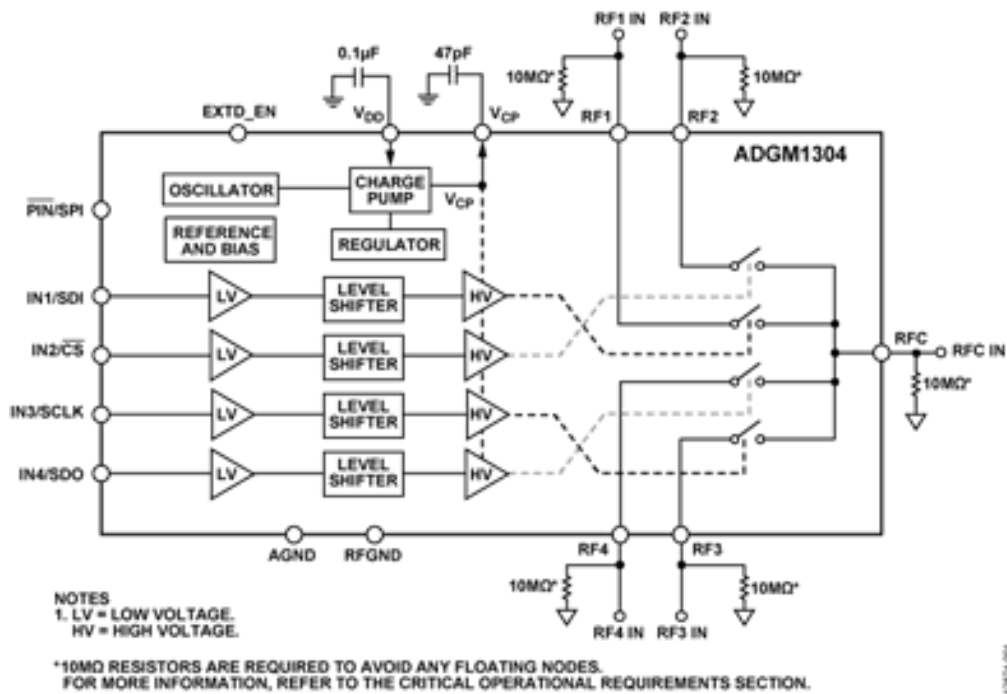 RF1 IN RF2 IN
0.1µF 47pF
10MΩ* 10MΩ*
EXTD_EN VDD VCP RF1 RF2
ADGM1304
OSCILLATOR CHARGE PUMP VCP
PIN/SPI
REFERENCE AND BIAS REGULATOR
IN1/SDI LV LEVEL SHIFTER HV
IN2/CS LV LEVEL SHIFTER HV
RFC RFC IN
10MΩ*
IN3/SCLK LV LEVEL SHIFTER HV
IN4/SDO LV LEVEL SHIFTER HV
AGND RFGND RF4 RF3
10MΩ* 10MΩ*
RF4 IN RF3 IN
NOTES
1. LV = LOW VOLTAGE.
HV = HIGH VOLTAGE.
*10MΩ RESISTORS ARE REQUIRED TO AVOID ANY FLOATING NODES.
FOR MORE INFORMATION, REFER TO THE CRITICAL OPERATIONAL REQUIREMENTS SECTION.